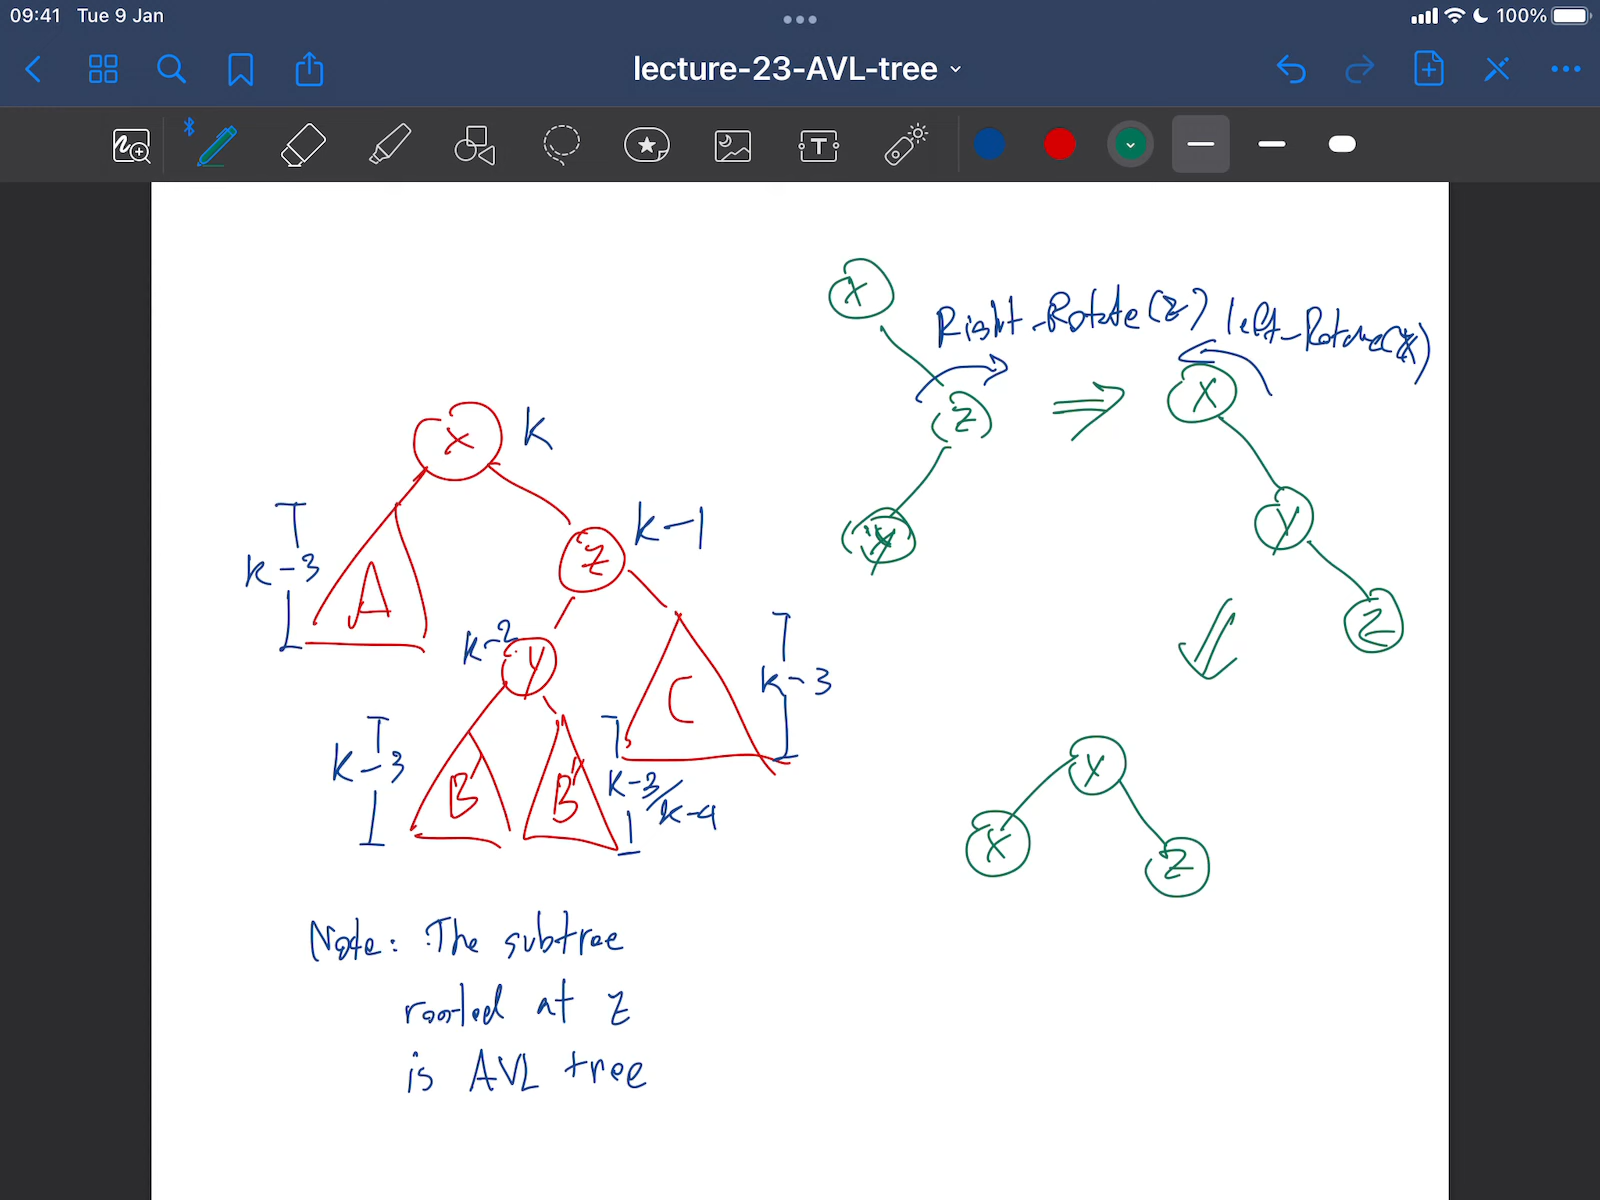 09:41 Tue 9 Jan
100%
lecture-23-AVL-tree
T
X
Right-Rotate(z) left-Rotate(x)
X
Z
X
K
K-1
K-3
A
Z
Y
Y
K-2
Y
C
K-3
Z
K-3
B
B'
K-3/K-4
Y
X
Z
Note: The subtree
rooted at z
is AVL tree